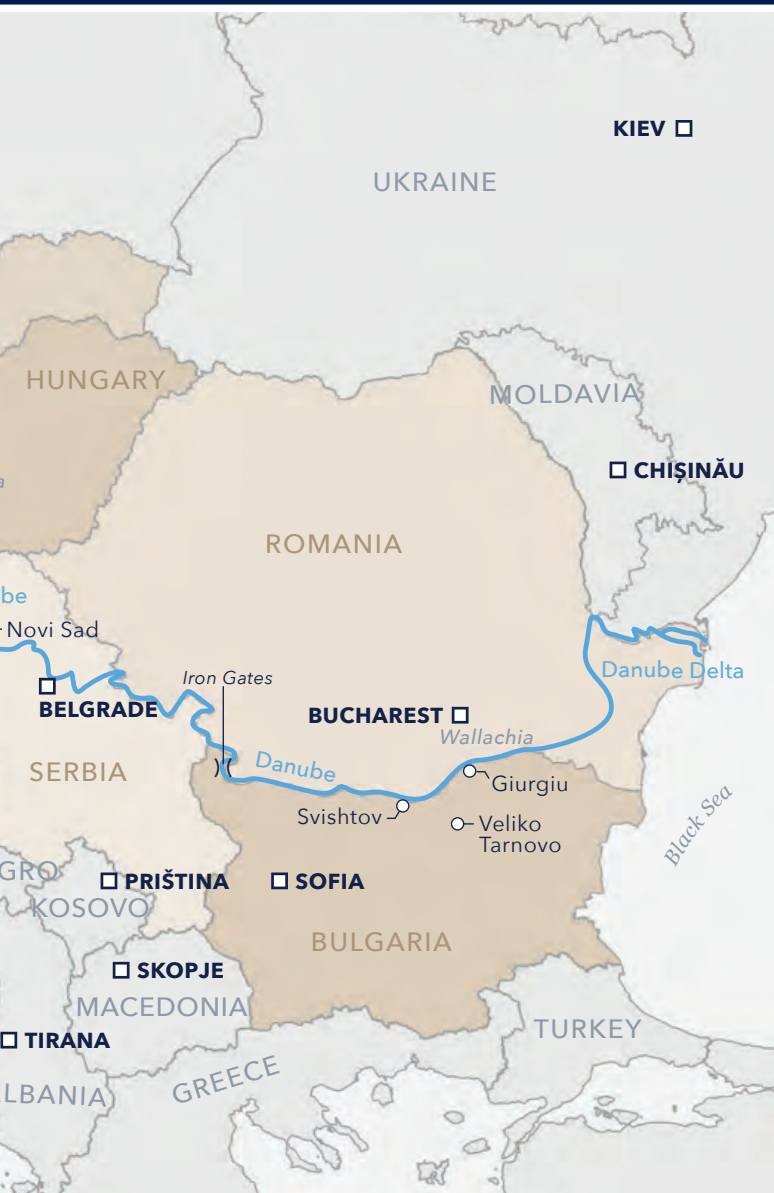 KIEV
UKRAINE
HUNGARY
MOLDAVIA
a
CHIȘINĂU
ROMANIA
be
Novi Sad
Danube Delta
Iron Gates
BELGRADE
BUCHAREST
Wallachia
SERBIA
Danube
Giurgiu
Svishtov
Veliko
Tarnovo
Black Sea
GRO
PRIŠTINA
SOFIA
KOSOVO
BULGARIA
SKOPJE
MACEDONIA
TURKEY
TIRANA
GREECE
LBANIA